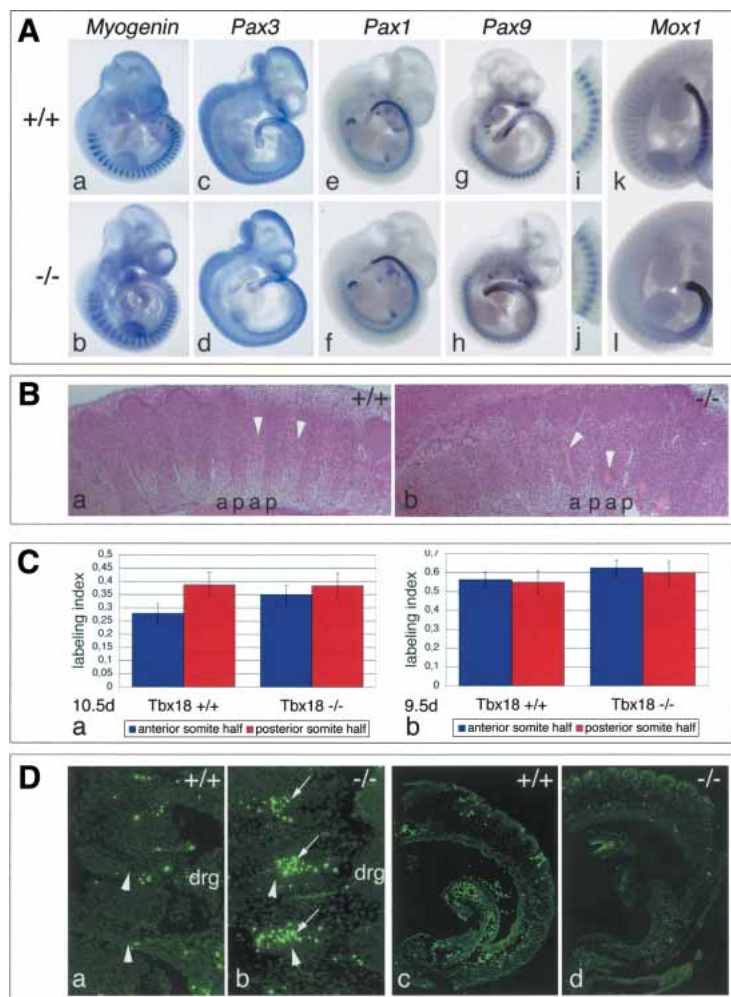 A
Myogenin Pax3 Pax1 Pax9 Mox1
+/+
a c e g i k
-/-
b d f h j l
B
+/+ -/-
a p a p a p a p
a b
C
0,5
0,45
0,4
0,35
0,3
0,25
0,2
0,15
0,1
0,05
0
labeling index
10.5d Tbx18 +/+ Tbx18 -/-
a
anterior somite half posterior somite half
0,7
0,6
0,5
0,4
0,3
0,2
0,1
0
labeling index
9.5d Tbx18 +/+ Tbx18 -/-
b
anterior somite half posterior somite half
D
+/+ -/- +/+ -/-
drg drg
a b c d